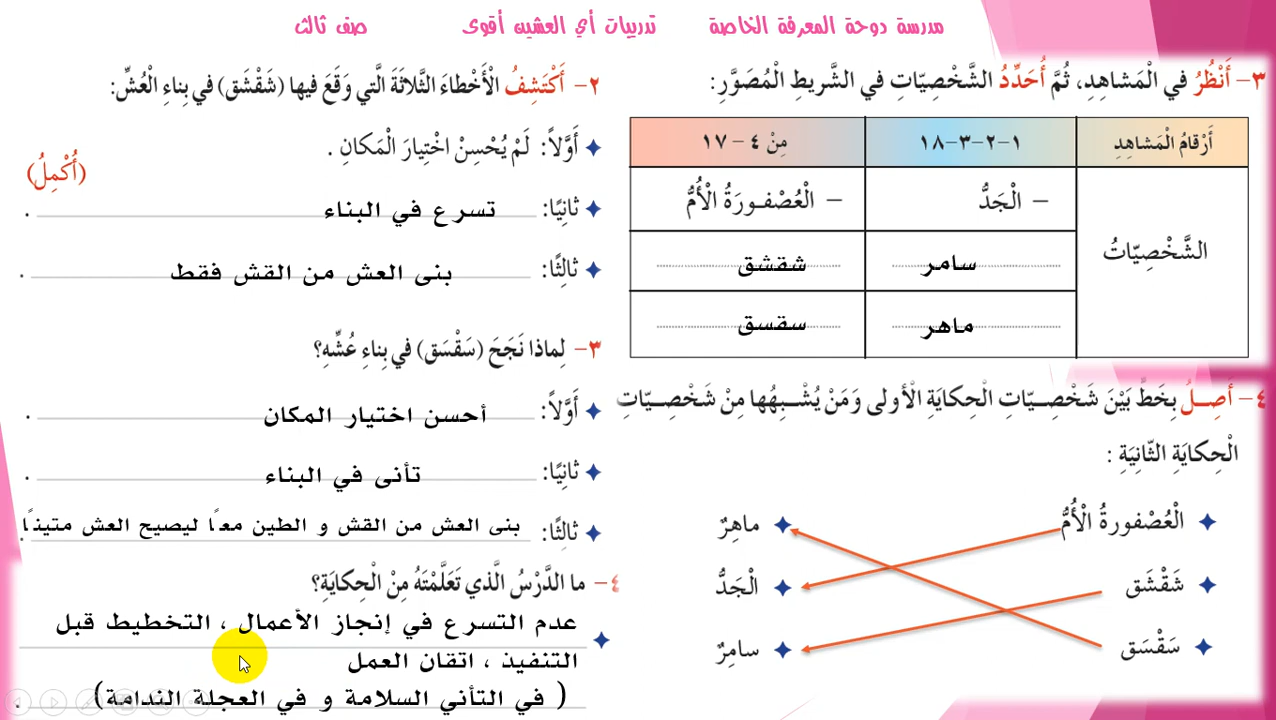 مدرسة دوحة المعرفة الخاصة تدريبات أي العشين أقوى صف ثالث
٣- أَنْظُرُ في الْمَشاهِدِ، ثُمَّ أُحَدِّدُ الشَّخْصِيّاتِ في الشَّريطِ الْمُصَوَّرِ:
أَرْقامُ الْمَشاهِدِ ١-٢-٣-١٨ مِنْ ٤ - ١٧
الشَّخْصِيّاتُ
- الْجَدُّ - الْعُصْفورَةُ الْأُمُّ
سامر شقشق
ماهر سقسق
٤- أَصِلُ بِخَطٍّ بَيْنَ شَخْصِيّاتِ الْحِكايَةِ الْأولى وَمَنْ يُشْبِهُها مِنْ شَخْصِيّاتِ
الْحِكايَةِ الثّانِيَةِ :
الْعُصْفورَةُ الْأُمُّ ماهِرٌ
شَقْشَق الْجَدُّ
سَقْسَق سامِرٌ
٢- أَكْتَشِفُ الْأَخْطاءَ الثَّلاثَةَ الَّتي وَقَعَ فيها (شَقْشَق) في بِناءِ الْعُشِّ:
أَوَّلاً: لَمْ يُحْسِنْ اخْتِيارَ الْمَكانِ .
(أُكْمِلُ)
ثانِيًا: تسرع في البناء .
ثالِثًا: بنى العش من القش فقط .
٣- لِماذا نَجَحَ (سَقْسَق) في بِناءِ عُشِّهِ؟
أَوَّلاً: أحسن اختيار المكان .
ثانِيًا: تأنى في البناء .
ثالِثًا: بنى العش من القش و الطين معًا ليصيح العش متينًا .
٤- ما الدَّرْسُ الَّذي تَعَلَّمْتَهُ مِنْ الْحِكايَةِ؟
عدم التسرع في إنجاز الأعمال ، التخطيط قبل
التنفيذ ، اتقان العمل
( في التأني السلامة و في العجلة الندامة) .